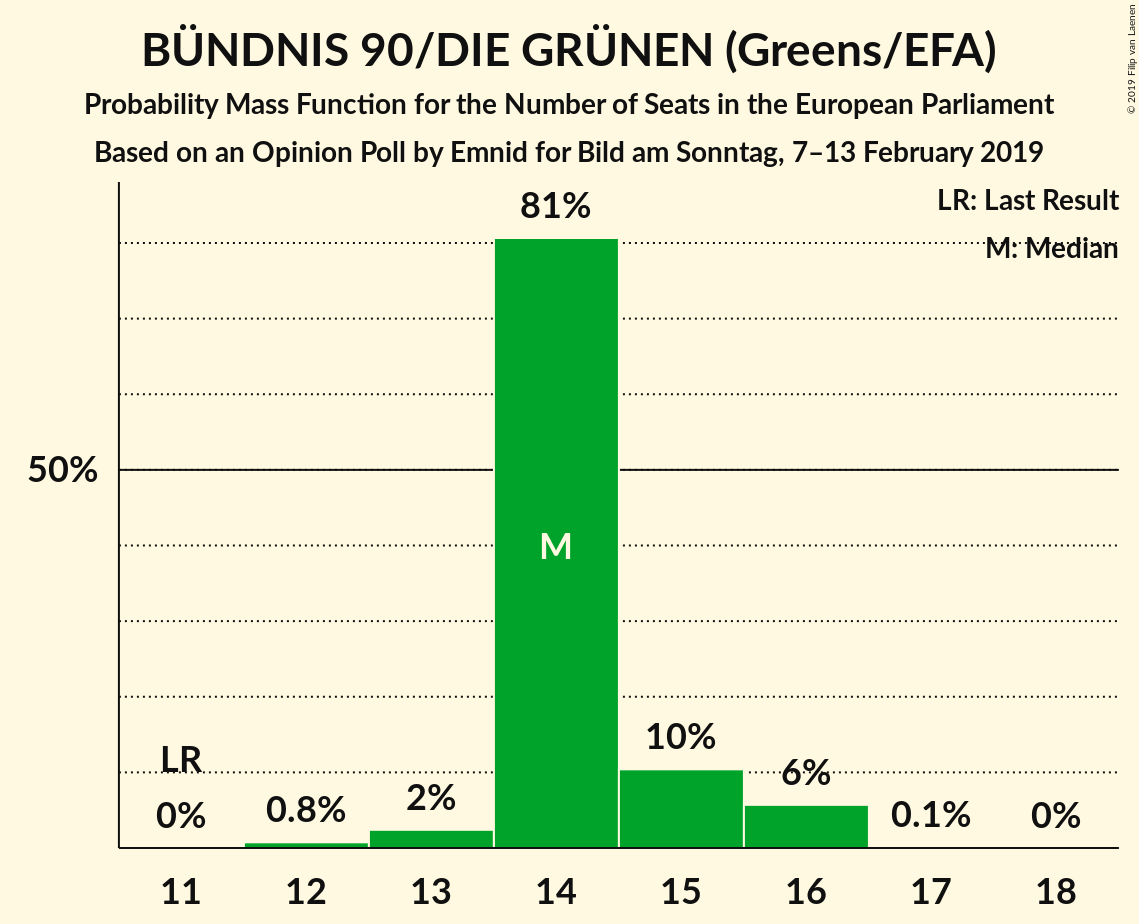 BÜNDNIS 90/DIE GRÜNEN (Greens/EFA)
Probability Mass Function for the Number of Seats in the European Parliament
Based on an Opinion Poll by Emnid for Bild am Sonntag, 7–13 February 2019
© 2019 Filip van Laenen
LR: Last Result
M: Median
81%
50%
M
LR
0%
0.8%
2%
10%
6%
0.1%
0%
11 12 13 14 15 16 17 18